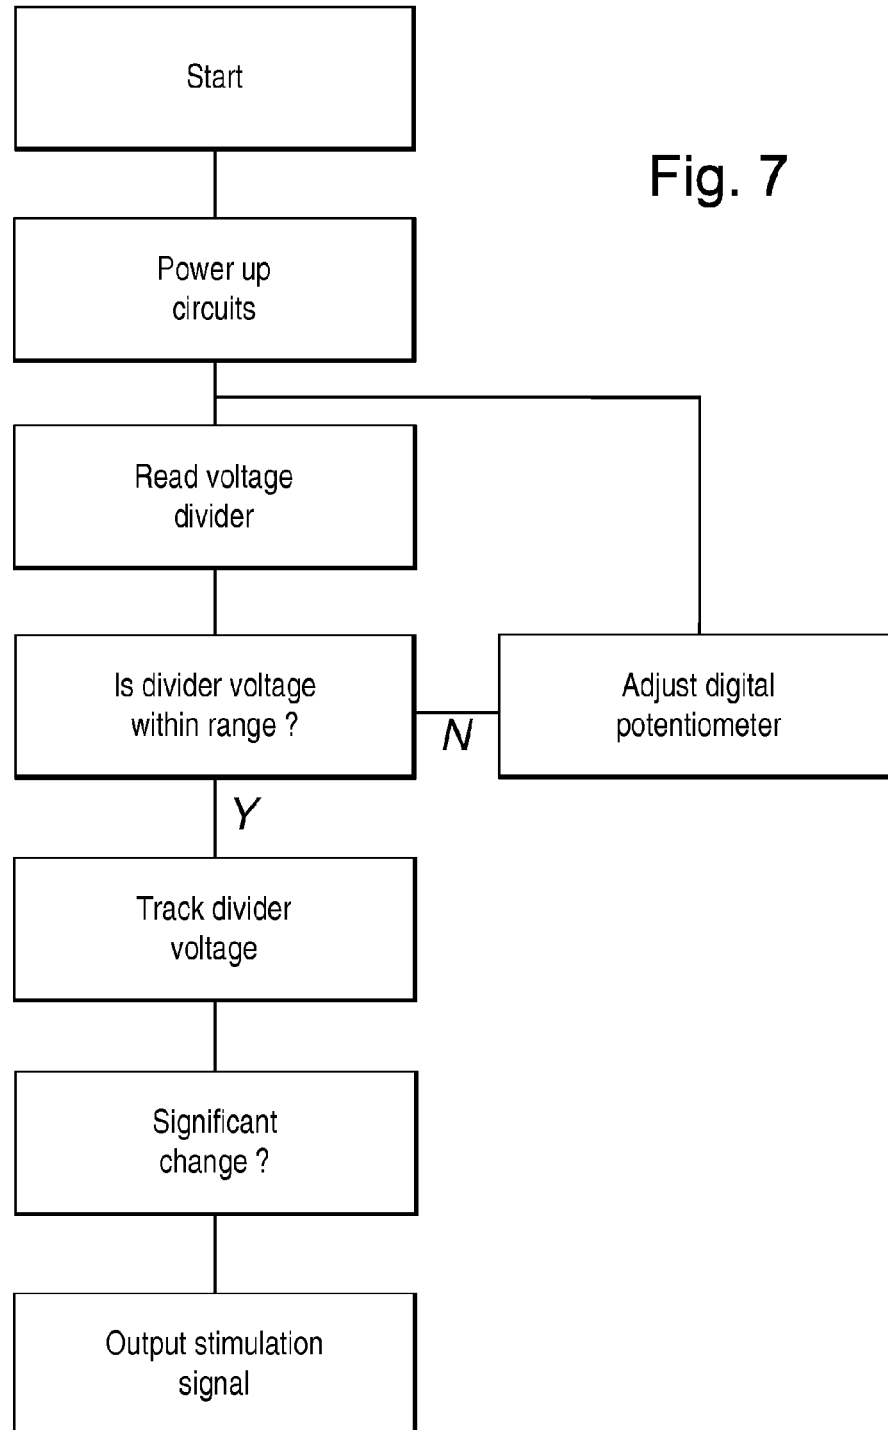 Start
Fig. 7
Power up
circuits
Read voltage
divider
Is divider voltage
within range ?
N
Adjust digital
potentiometer
Y
Track divider
voltage
Significant
change ?
Output stimulation
signal